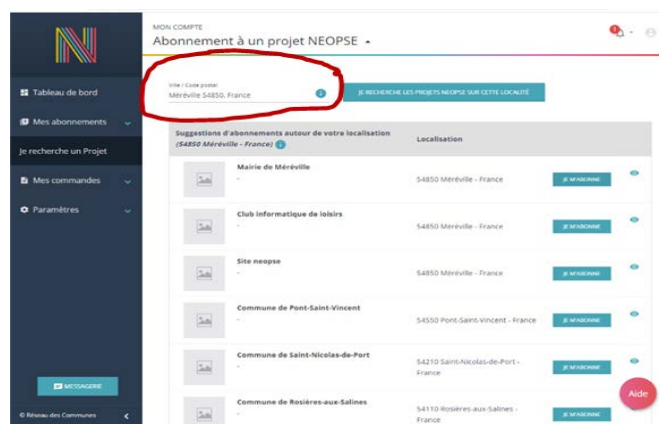 MON COMPTE
Abonnement à un projet NEOPSE
Ville / Code postal
Méréville 54850, France
JE RECHERCHE LES PROJETS NEOPSE SUR CETTE LOCALITÉ
Tableau de bord
Mes abonnements
Je recherche un Projet
Mes commandes
Paramètres
MESSAGERIE
© Réseau des Communes
Suggestions d'abonnements autour de votre localisation
(54850 Méréville - France)
Localisation
Mairie de Méréville
-
54850 Méréville - France
JE M'ABONNE
Club informatique de loisirs
-
54850 Méréville - France
JE M'ABONNE
Site neopse
-
54850 Méréville - France
JE M'ABONNE
Commune de Pont-Saint-Vincent
-
54550 Pont-Saint-Vincent - France
JE M'ABONNE
Commune de Saint-Nicolas-de-Port
-
54210 Saint-Nicolas-de-Port -
France
JE M'ABONNE
Commune de Rosières-aux-Salines
-
54110 Rosières-aux-Salines -
France
JE M'ABONNE
Aide